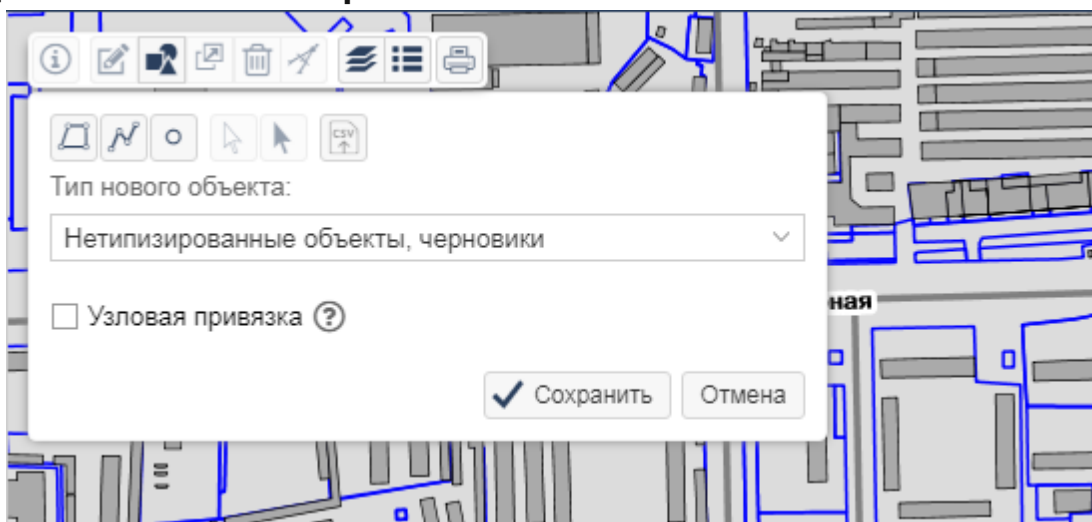 CSV
Тип нового объекта:
Нетипизированные объекты, черновики
Узловая привязка ?
ная
Сохранить Отмена